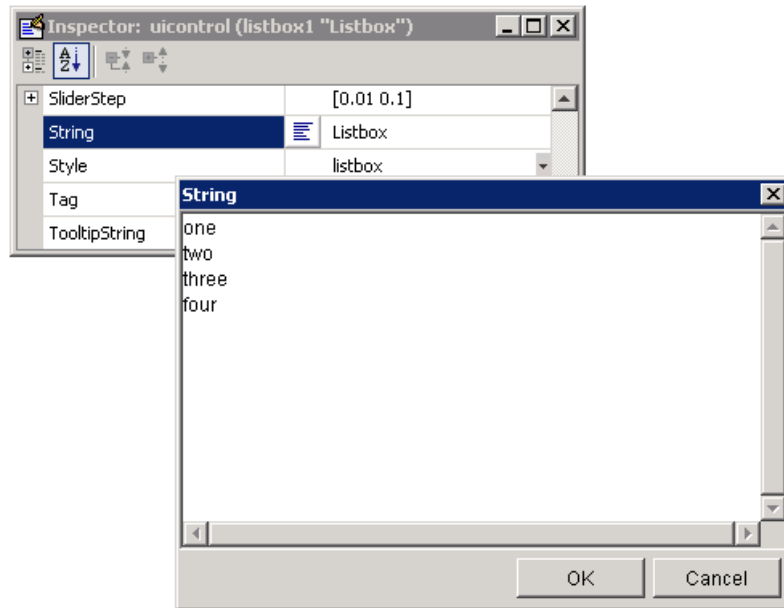 Inspector: uicontrol (listbox1 "Listbox")
A
Z
SliderStep [0.01 0.1]
String Listbox
Style listbox
Tag
TooltipString
String
one
two
three
four
OK Cancel